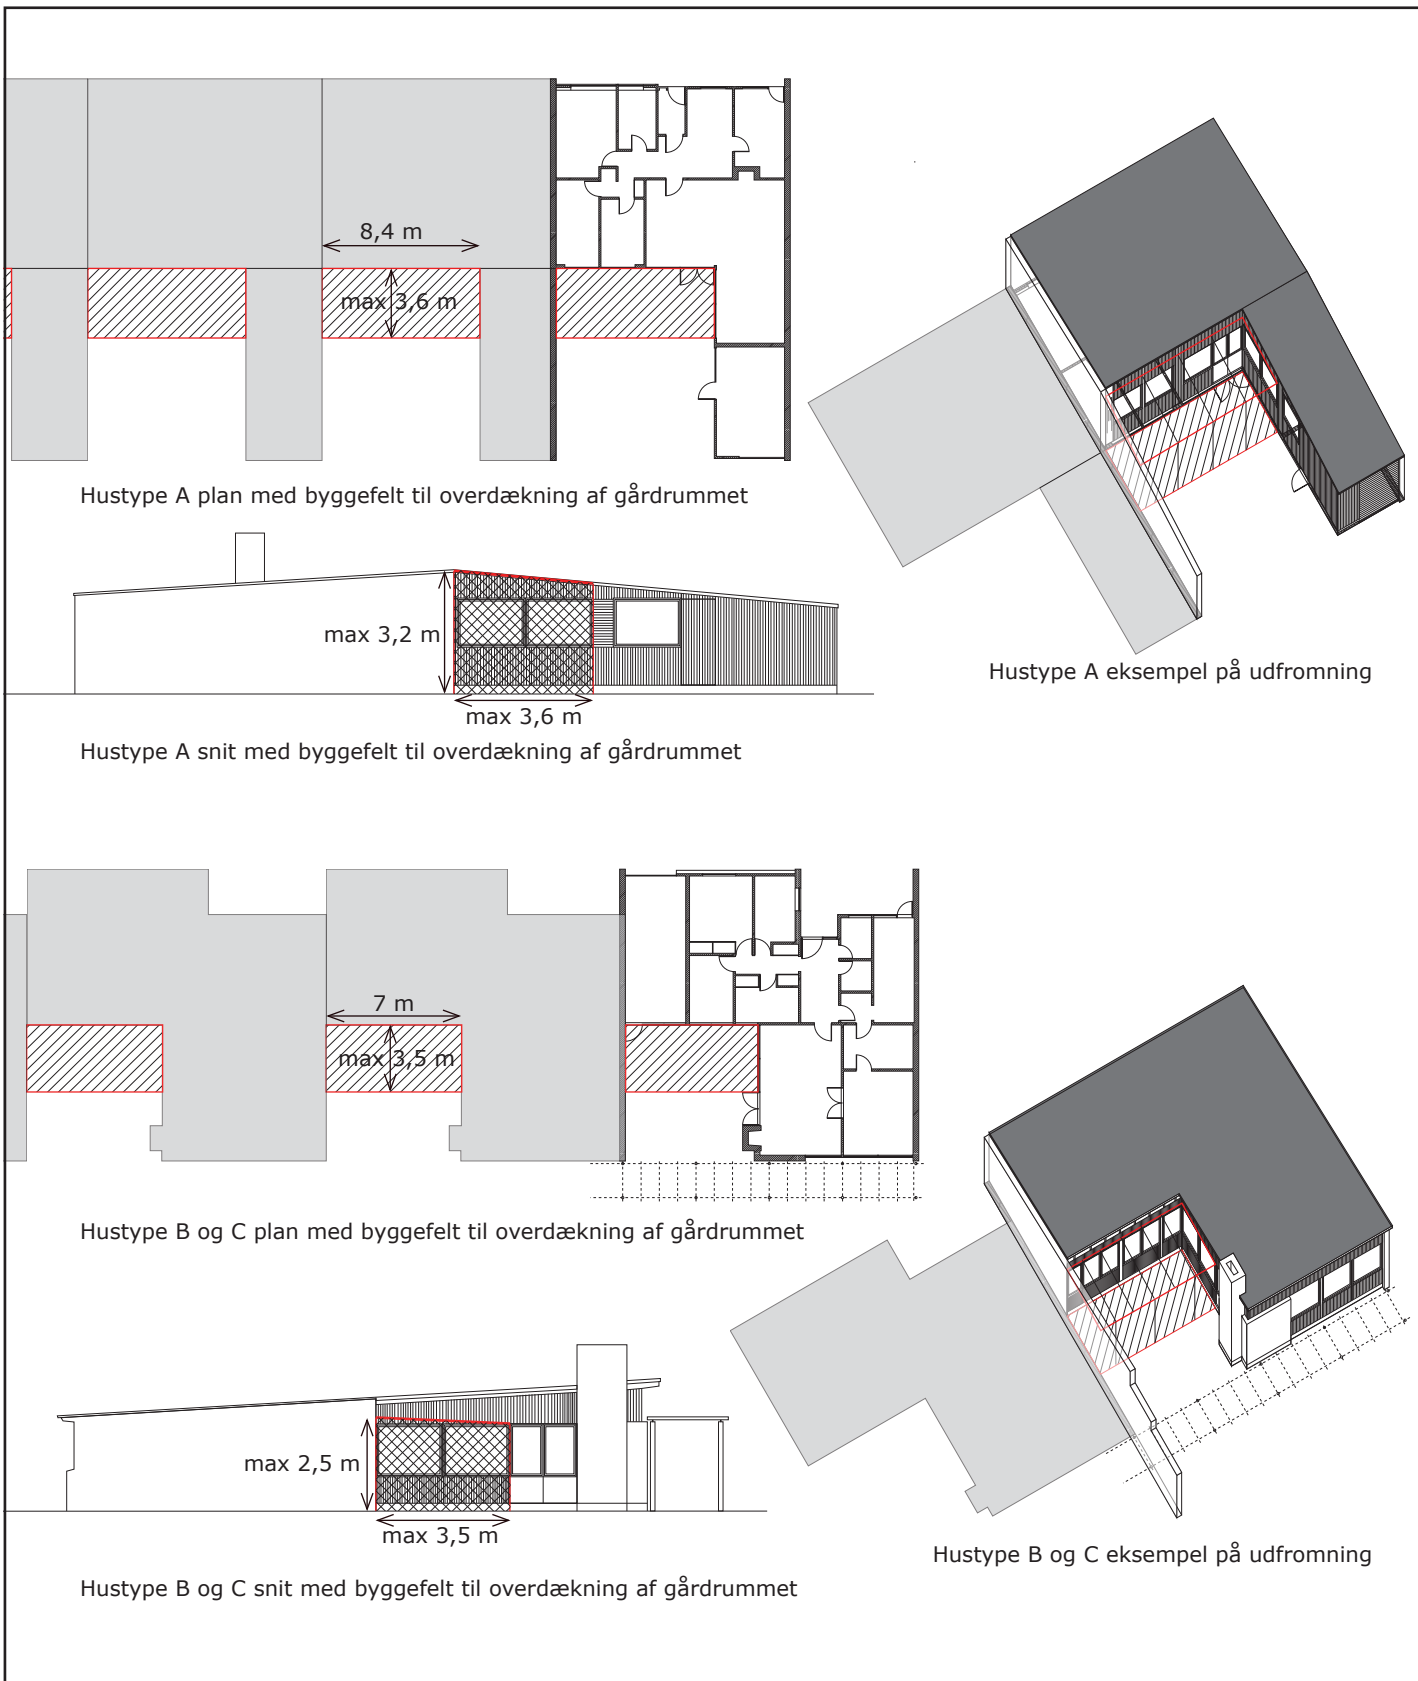 8,4 m
max 3,6 m
Hustype A plan med byggefelt til overdækning af gårdrummet
max 3,2 m
max 3,6 m
Hustype A eksempel på udfromning
Hustype A snit med byggefelt til overdækning af gårdrummet
7 m
max 3,5 m
Hustype B og C plan med byggefelt til overdækning af gårdrummet
max 2,5 m
max 3,5 m
Hustype B og C eksempel på udfromning
Hustype B og C snit med byggefelt til overdækning af gårdrummet